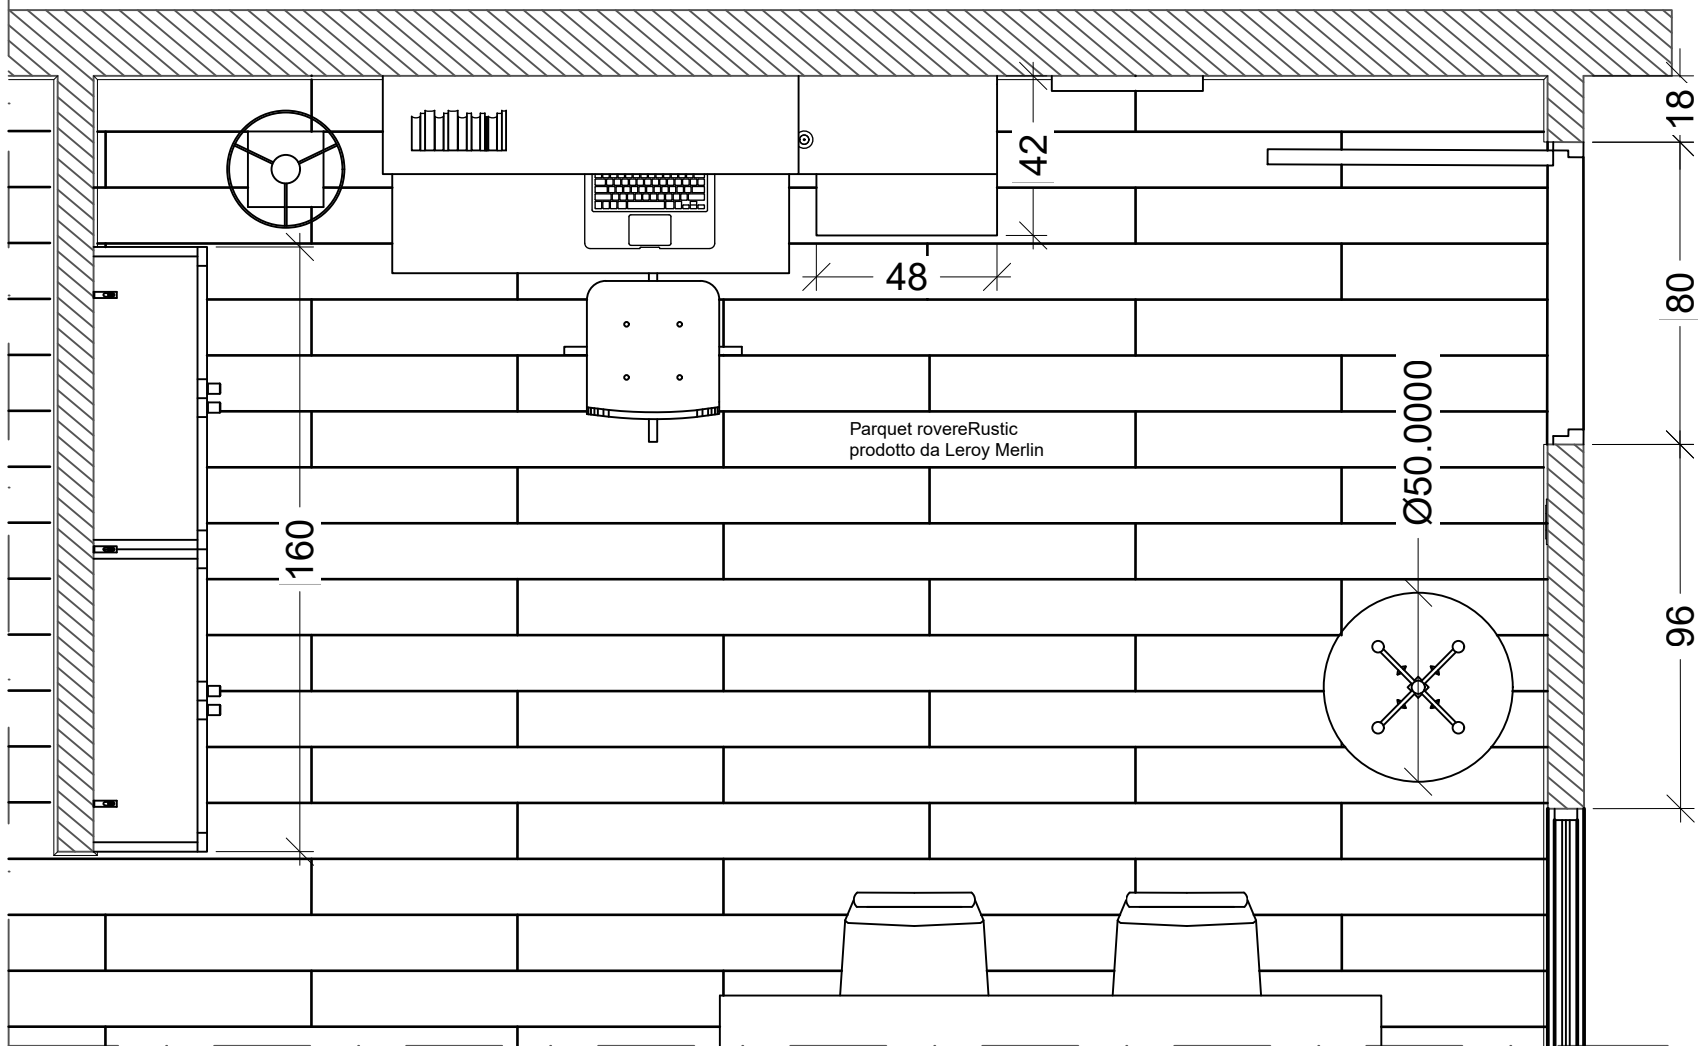 18
42
48
80
Ø50.0000
Parquet rovereRustic
prodotto da Leroy Merlin
160
96